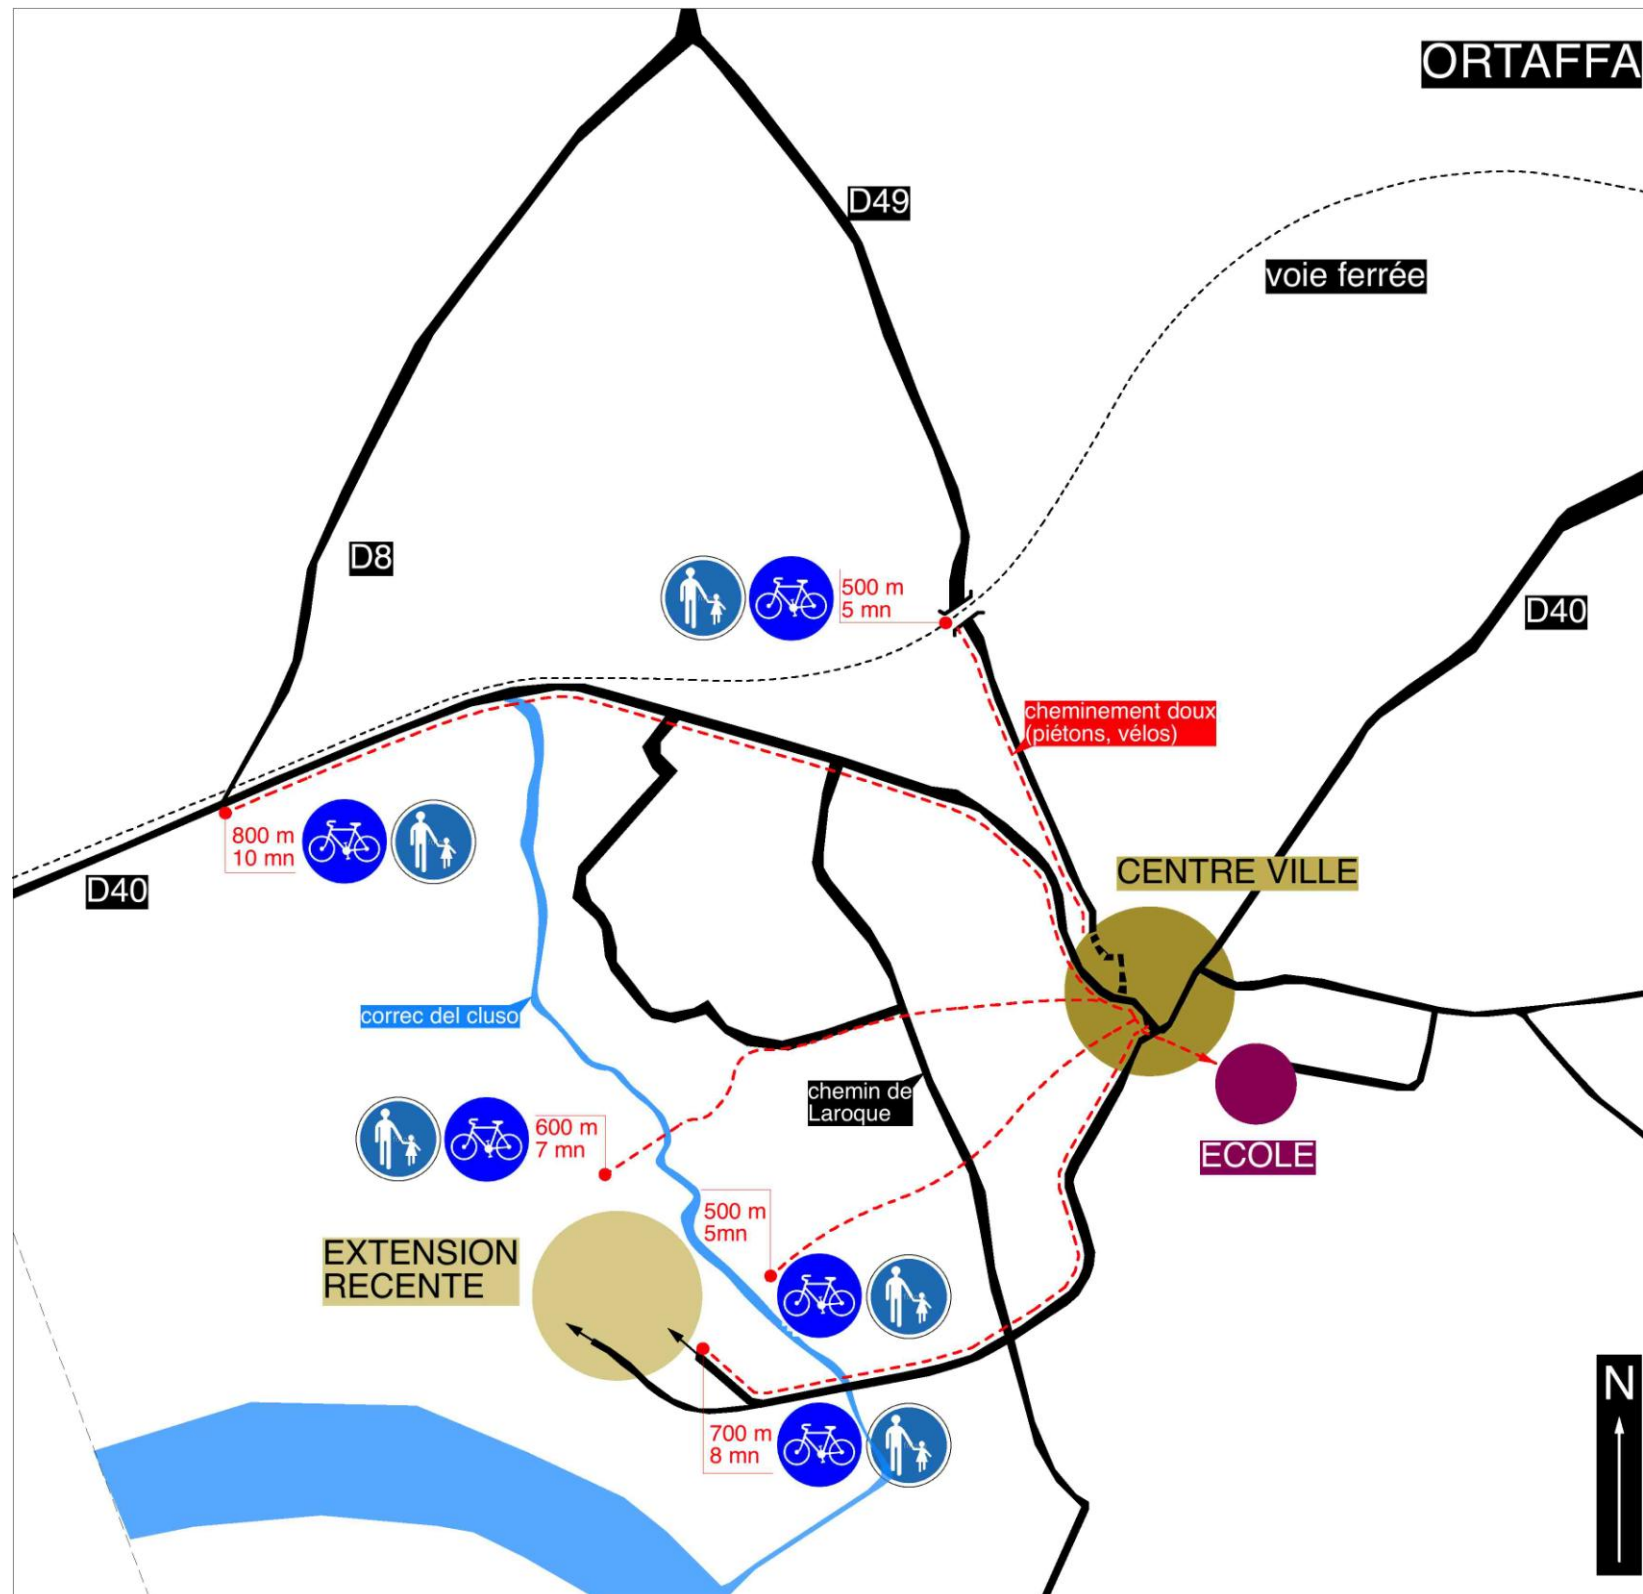 ORTAFFA
D49
voie ferrée
D8
500 m
5 mn
D40
cheminement doux
(piétons, vélos)
800 m
10 mn
D40
CENTRE VILLE
correc del cluso
chemin de
Laroque
600 m
7 mn
ECOLE
500 m
5mn
EXTENSION
RECENTE
700 m
8 mn
N